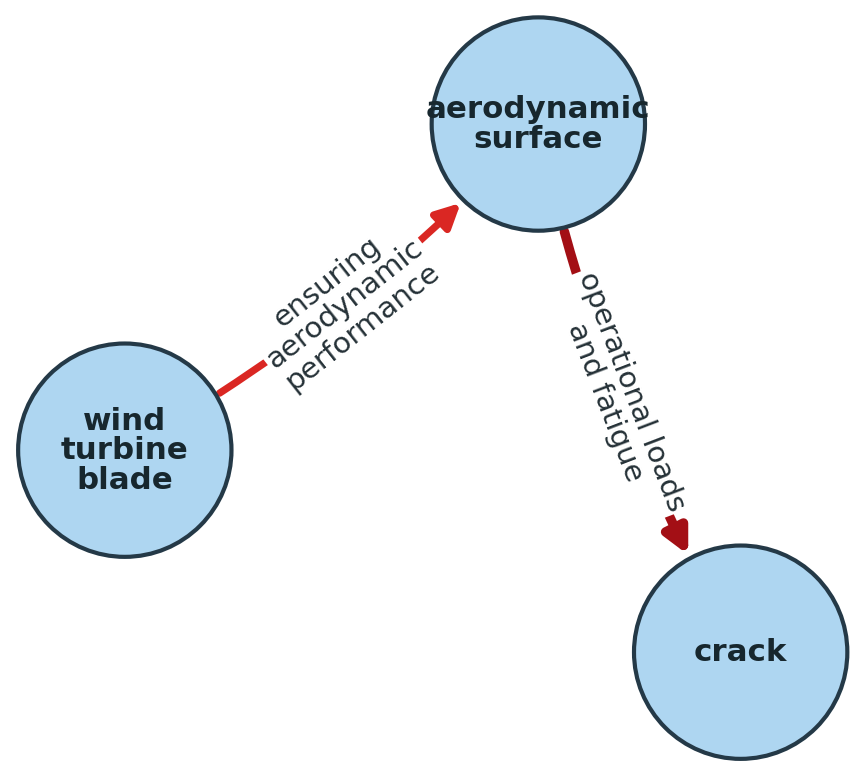 aerodynamic
surface
ensuring
aerodynamic
performance
operational loads
and fatigue
wind
turbine
blade
crack